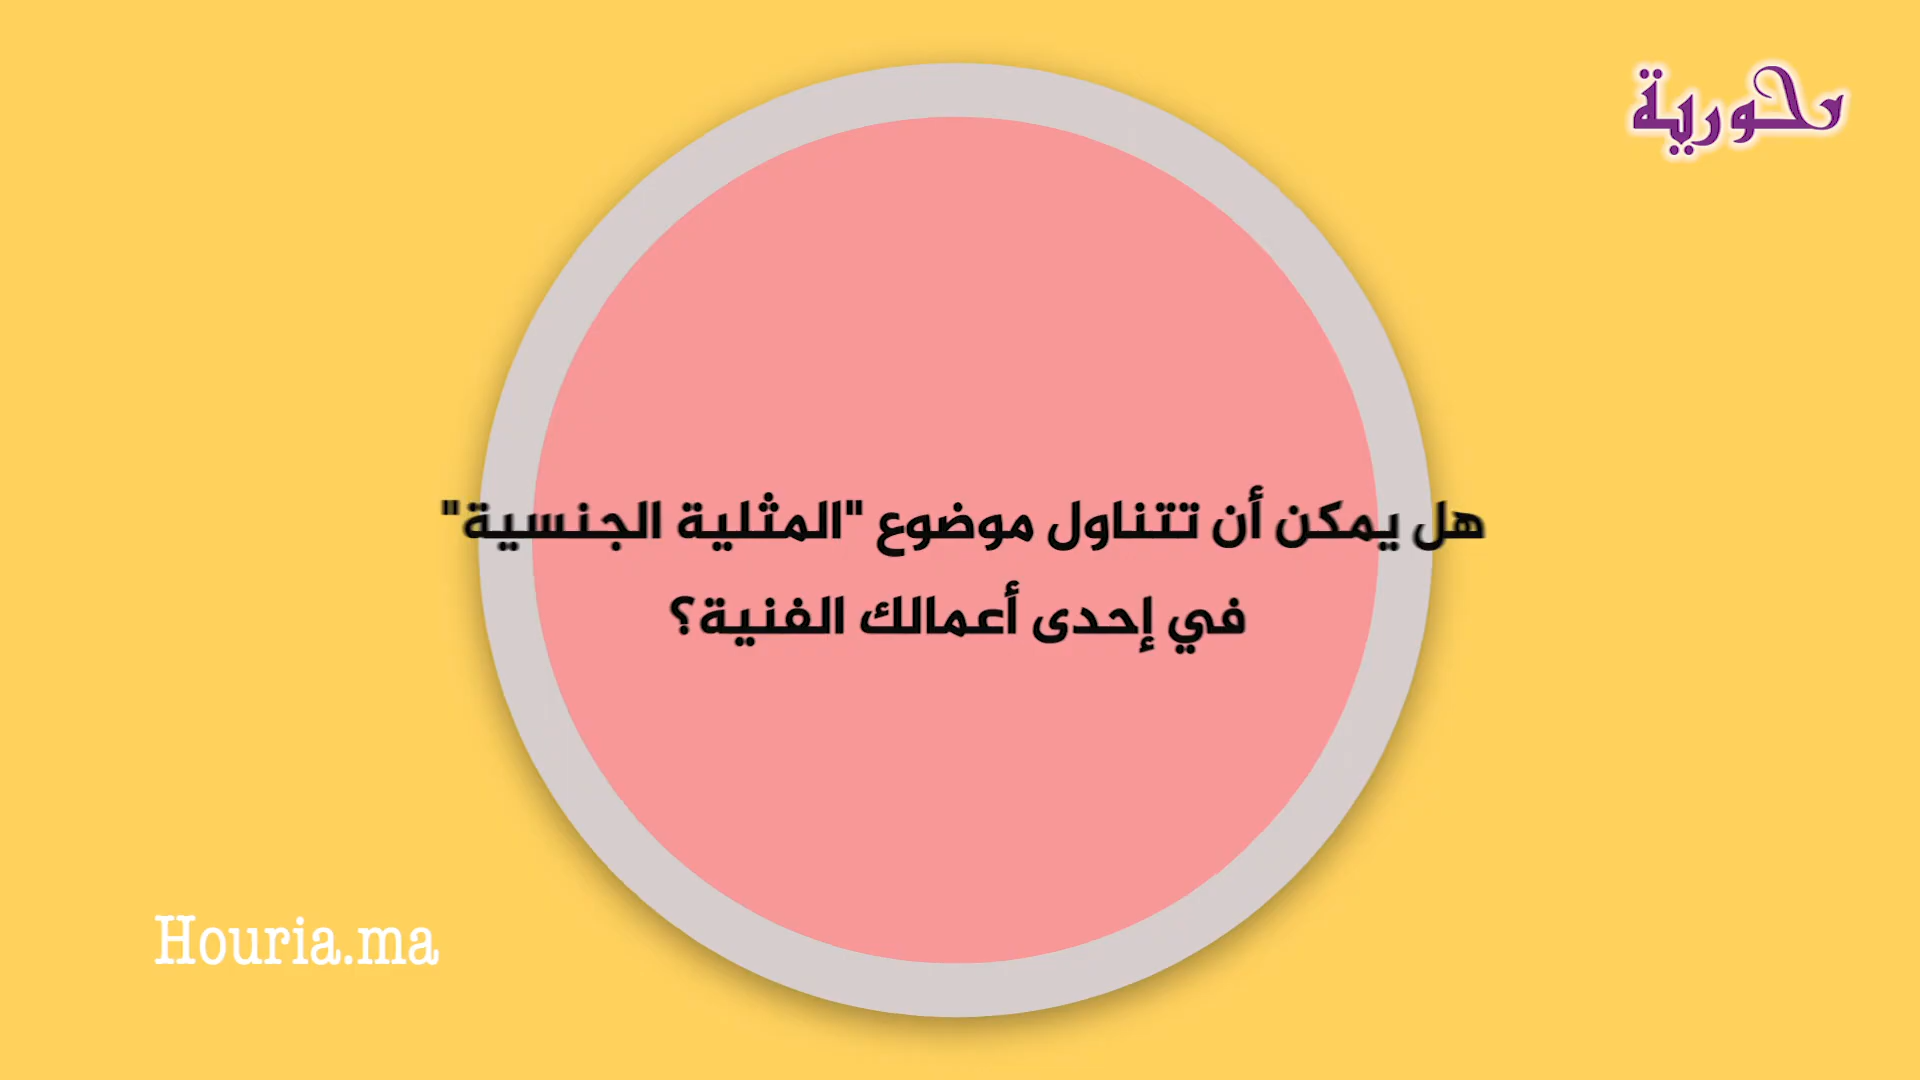 حورية
هل يمكن أن تتناول موضوع "المثلية الجنسية"
في إحدى أعمالك الفنية؟
Houria.ma